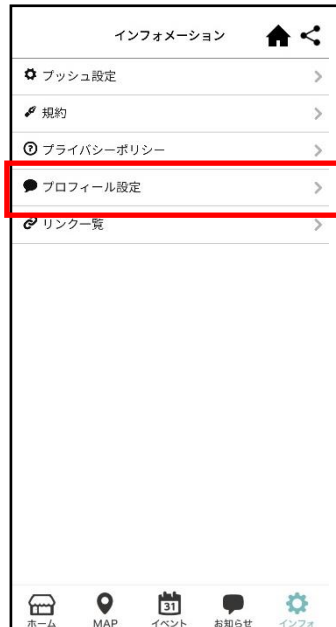 インフォメーション
プッシュ設定
規約
プライバシーポリシー
プロフィール設定
リンク一覧
31
ホーム MAP イベント お知らせ インフォ